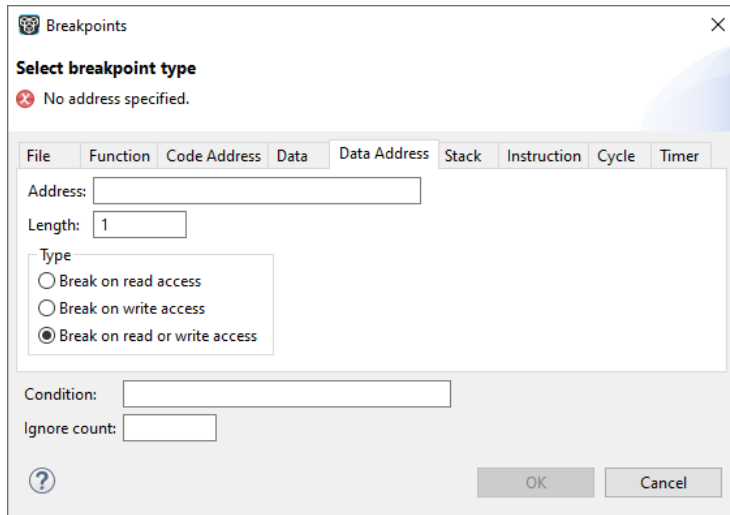 Breakpoints
Select breakpoint type
No address specified.
File Function Code Address Data Data Address Stack Instruction Cycle Timer
Address:
Length: 1
Type
Break on read access
Break on write access
Break on read or write access
Condition:
Ignore count:
? OK Cancel